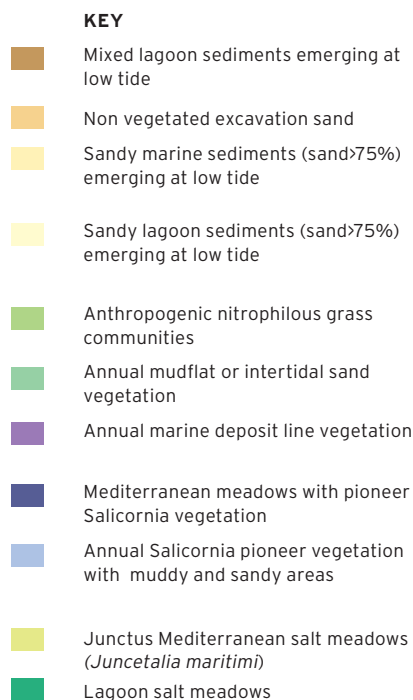 KEY
Mixed lagoon sediments emerging at
low tide
Non vegetated excavation sand
Sandy marine sediments (sand>75%)
emerging at low tide
Sandy lagoon sediments (sand>75%)
emerging at low tide
Anthropogenic nitrophilous grass
communities
Annual mudflat or intertidal sand
vegetation
Annual marine deposit line vegetation
Mediterranean meadows with pioneer
Salicornia vegetation
Annual Salicornia pioneer vegetation
with muddy and sandy areas
Junctus Mediterranean salt meadows
(Juncetalia maritimi)
Lagoon salt meadows